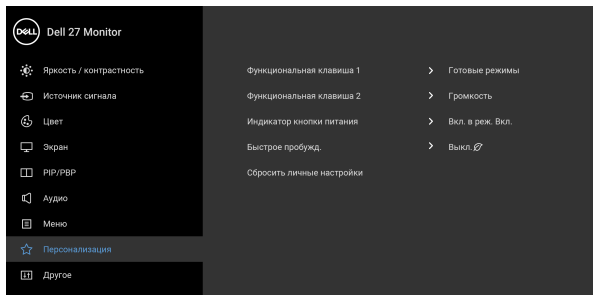 DELL
Dell 27 Monitor
Яркость / контрастность
Функциональная клавиша 1
Готовые режимы
Источник сигнала
Функциональная клавиша 2
Громкость
Цвет
Индикатор кнопки питания
Вкл. в реж. Вкл.
Экран
Быстрое пробужд.
Выкл.
PIP/PBP
Сбросить личные настройки
Аудио
Меню
Персонализация
Другое